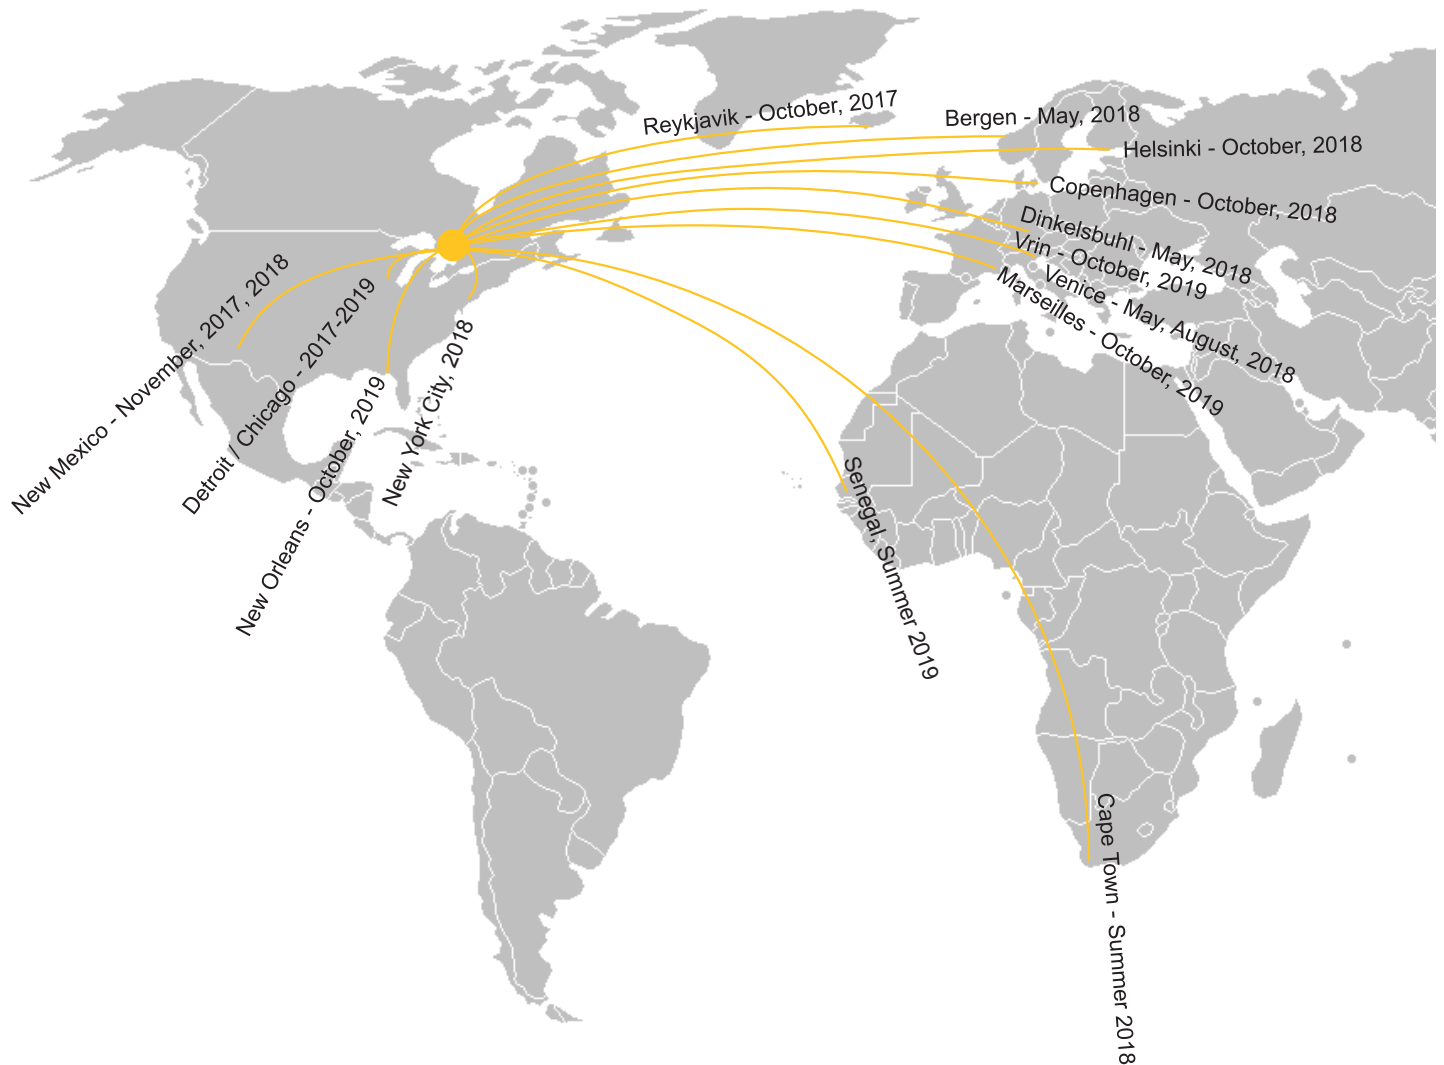 Reykjavik - October, 2017
Bergen - May, 2018
Helsinki - October, 2018
Copenhagen - October, 2018
Dinkelsbuhl - May, 2018
Vrin - October, 2019
Venice - May, August, 2018
Marseilles - October, 2019
New Mexico - November, 2017, 2018
Detroit / Chicago - 2017-2019
New Orleans - October, 2019
New York City, 2018
Senegal, Summer 2019
Cape Town - Summer 2018